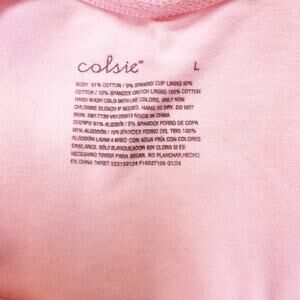 colsie™ L
BODY: 91% COTTON / 9% SPANDEX CUP LINING 90%
COTTON / 10% SPANDEX CROTCH LINING 100% COTTON
HAND WASH COLD WITH LIKE COLORS, ONLY NON
CHLORINE BLEACH IF NEEDED. HANG TO DRY. DO NOT
IRON. MADE IN CHINA
CUERPO 91% ALGODÓN / 9% SPANDEX FORRO DE COPA
90% ALGODÓN / 10% SPANDEX FORRO DEL TIRO 100%
ALGODÓN LAVAR A MANO CON AGUA FRÍA CON COLORES
SIMILARES. SÓLO BLANQUEADOR SIN CLORO SI ES
NECESARIO TENDER PARA SECAR. NO PLANCHAR. HECHO
EN CHINA TARGET